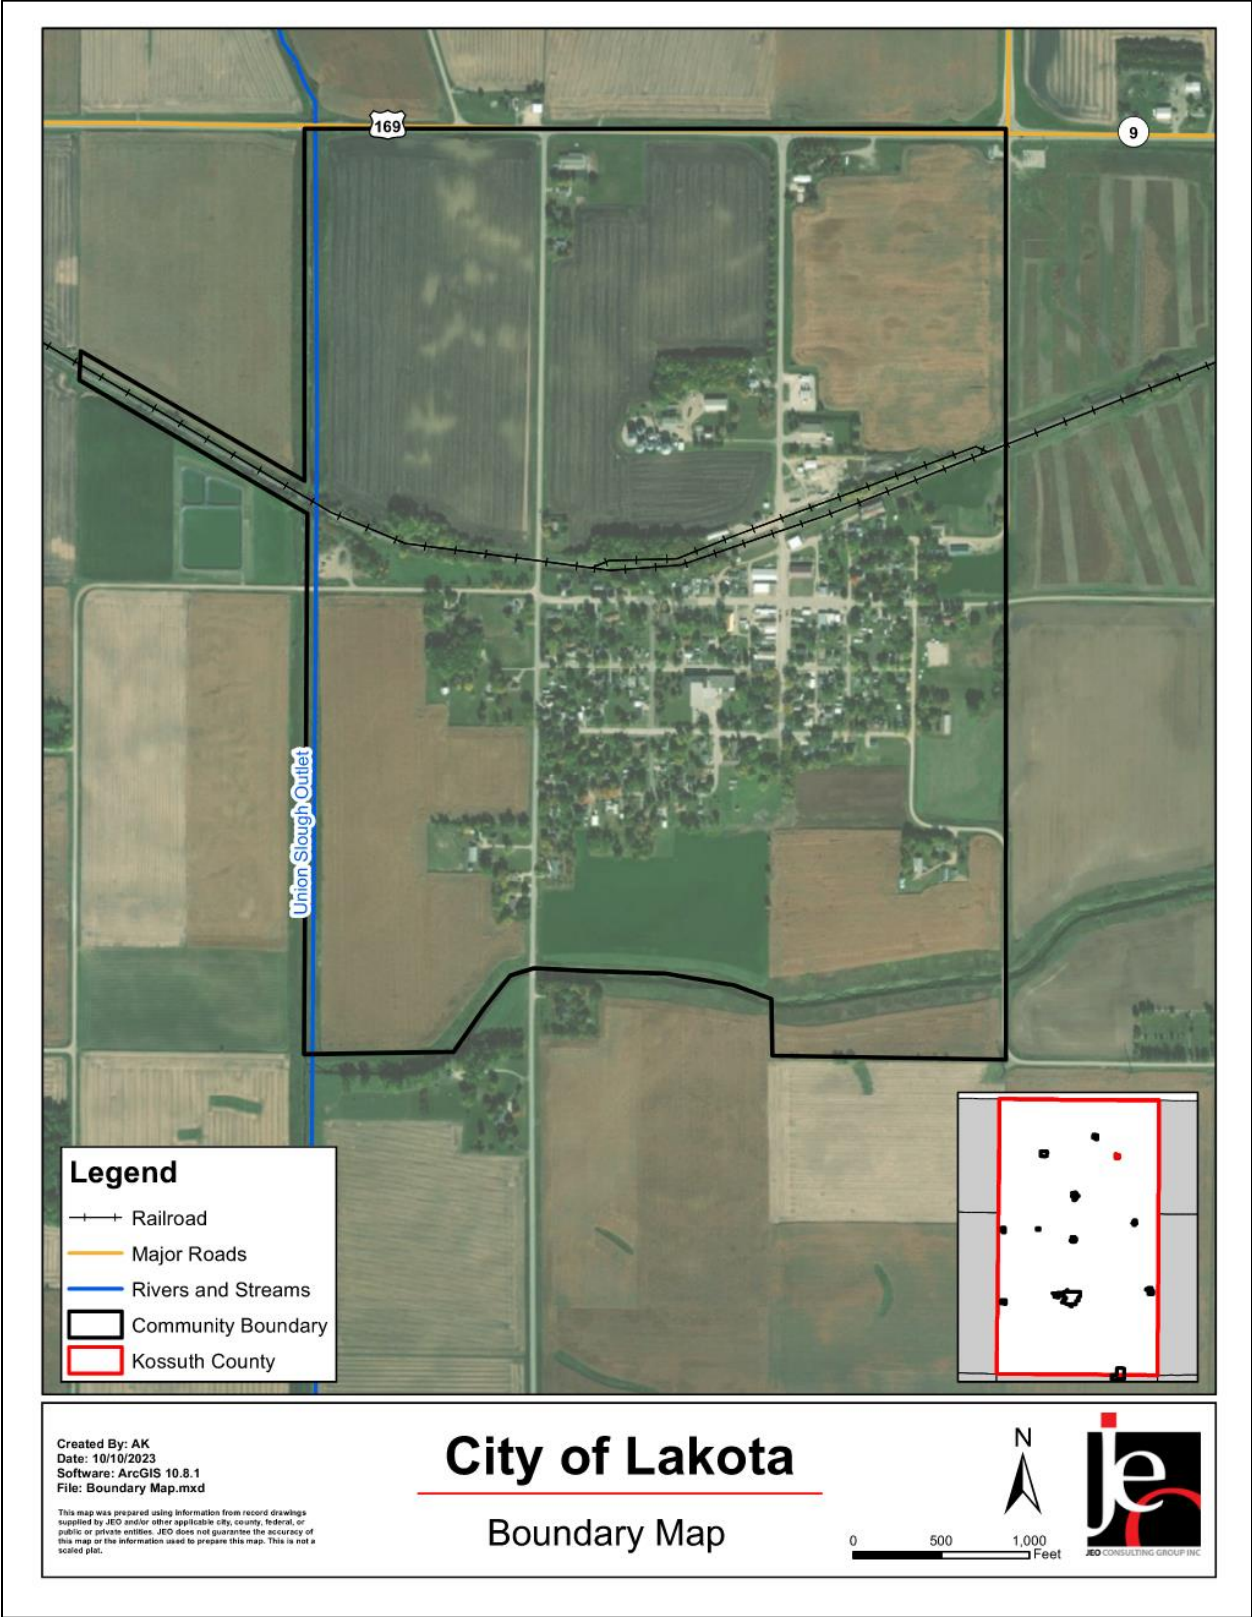 169
9
Union Slough Outlet
Legend
Railroad
Major Roads
Rivers and Streams
Community Boundary
Kossuth County
Created By: AK
Date: 10/10/2023
Software: ArcGIS 10.8.1
File: Boundary Map.mxd
This map was prepared using information from record drawings
supplied by JEO and/or other applicable city, county, federal, or
public or private entities. JEO does not guarantee the accuracy of
this map or the information used to prepare this map. This is not a
scaled plat.
City of Lakota
Boundary Map
N
0 500 1,000
Feet
jeo
JEO CONSULTING GROUP INC